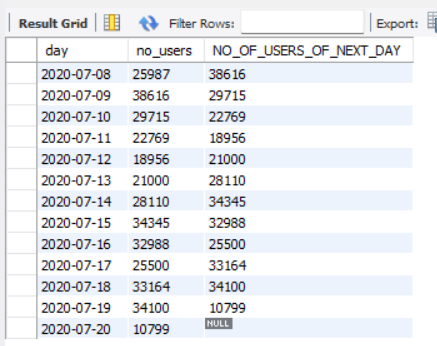 Result Grid Filter Rows: Export:
day no_users NO_OF_USERS_OF_NEXT_DAY
2020-07-08 25987 38616
2020-07-09 38616 29715
2020-07-10 29715 22769
2020-07-11 22769 18956
2020-07-12 18956 21000
2020-07-13 21000 28110
2020-07-14 28110 34345
2020-07-15 34345 32988
2020-07-16 32988 25500
2020-07-17 25500 33164
2020-07-18 33164 34100
2020-07-19 34100 10799
2020-07-20 10799 NULL